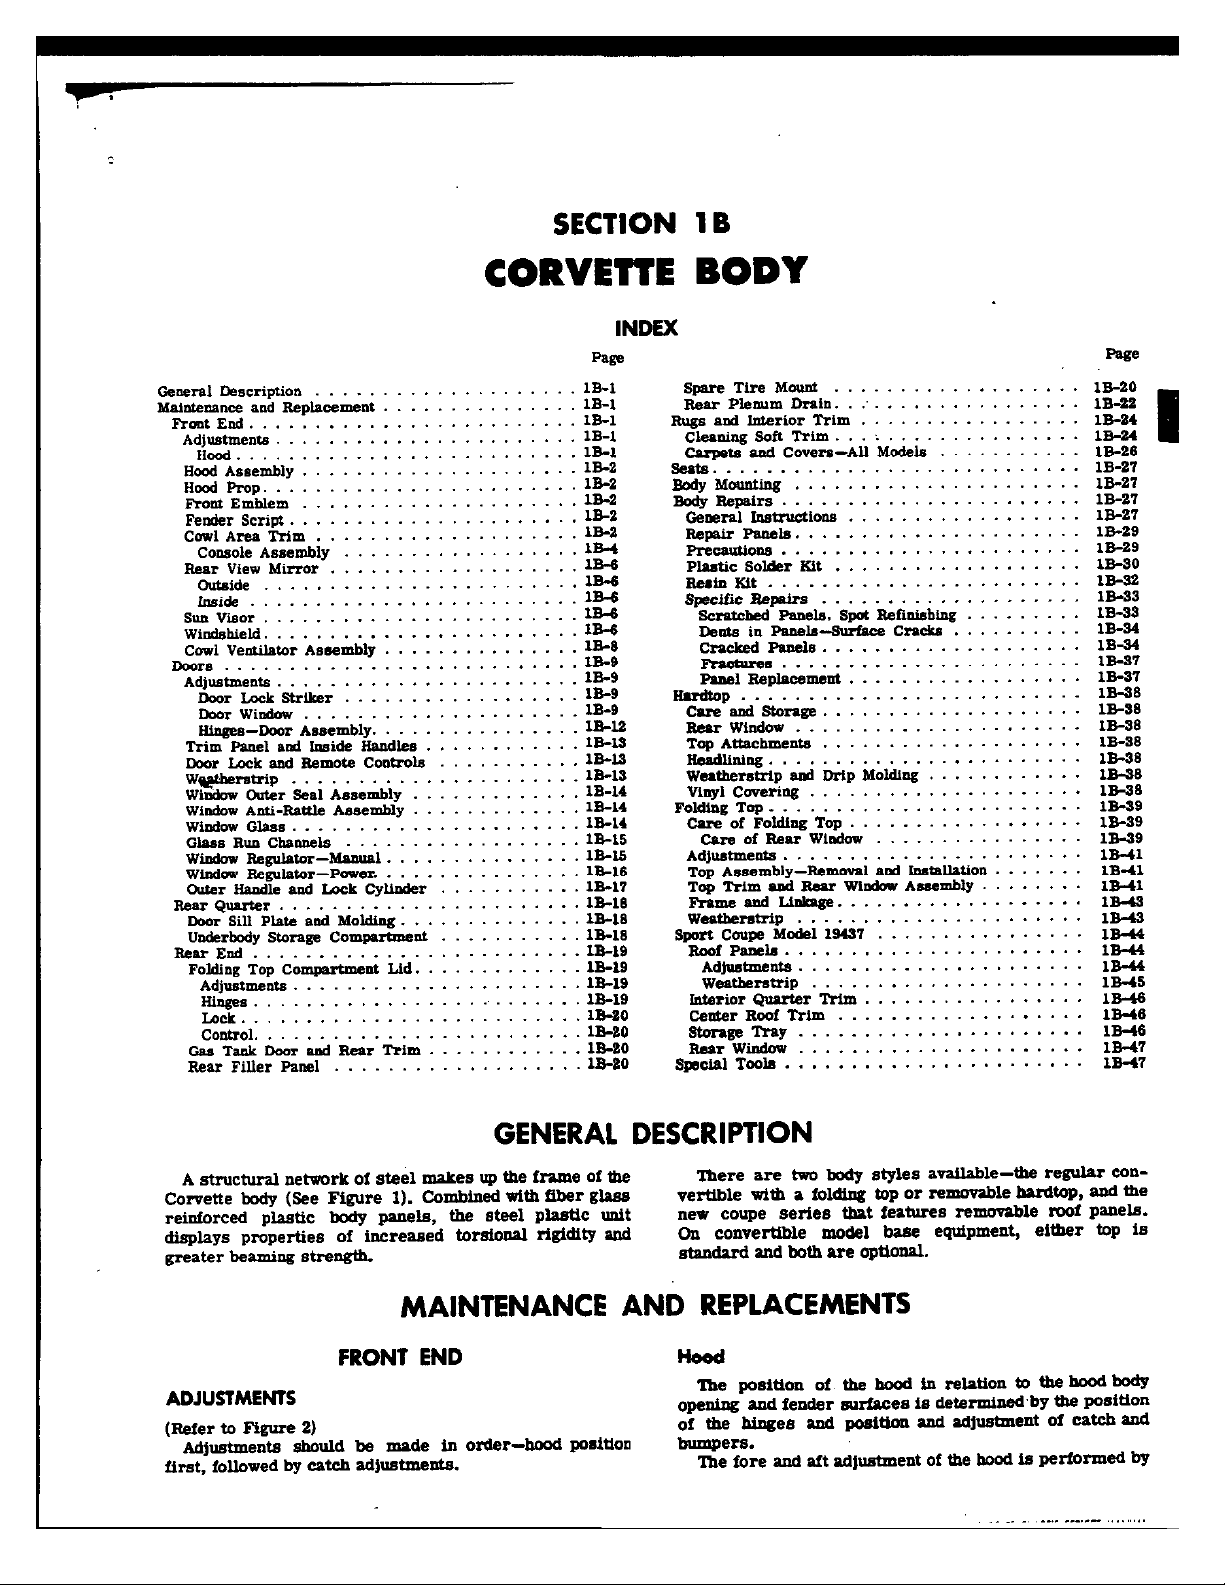 SECTION 1B
CORVETTE BODY
INDEX
Page
General Description . . . . . . . . . . . . . . . . . . . . 1B-1
Maintenance and Replacement . . . . . . . . . . . . . . . 1B-1
Front End . . . . . . . . . . . . . . . . . . . . . . . . . 1B-1
Adjustments . . . . . . . . . . . . . . . . . . . . . . . 1B-1
Hood . . . . . . . . . . . . . . . . . . . . . . . . . . 1B-1
Hood Assembly . . . . . . . . . . . . . . . . . . . . . 1B-2
Hood Prop . . . . . . . . . . . . . . . . . . . . . . . . 1B-2
Front Emblem . . . . . . . . . . . . . . . . . . . . . 1B-2
Fender Script . . . . . . . . . . . . . . . . . . . . . . 1B-2
Cowl Area Trim . . . . . . . . . . . . . . . . . . . . 1B-2
Console Assembly . . . . . . . . . . . . . . . . . . 1B-4
Rear View Mirror . . . . . . . . . . . . . . . . . . . 1B-6
Outside . . . . . . . . . . . . . . . . . . . . . . . . 1B-6
Inside . . . . . . . . . . . . . . . . . . . . . . . . . 1B-6
Sun Visor . . . . . . . . . . . . . . . . . . . . . . . . 1B-6
Windshield . . . . . . . . . . . . . . . . . . . . . . . . 1B-6
Cowl Ventilator Assembly . . . . . . . . . . . . . . . 1B-8
Doors . . . . . . . . . . . . . . . . . . . . . . . . . . . 1B-9
Adjustments . . . . . . . . . . . . . . . . . . . . . . . 1B-9
Door Lock Striker . . . . . . . . . . . . . . . . . . 1B-9
Door Window . . . . . . . . . . . . . . . . . . . . . 1B-9
Hinges—Door Assembly . . . . . . . . . . . . . . . . 1B-12
Trim Panel and Inside Handles . . . . . . . . . . . . 1B-13
Door Lock and Remote Controls . . . . . . . . . . . 1B-13
Weatherstrip . . . . . . . . . . . . . . . . . . . . . . 1B-13
Window Outer Seal Assembly . . . . . . . . . . . . . 1B-14
Window Anti-Rattle Assembly . . . . . . . . . . . . . 1B-14
Window Glass . . . . . . . . . . . . . . . . . . . . . . 1B-14
Glass Run Channels . . . . . . . . . . . . . . . . . . 1B-15
Window Regulator—Manual . . . . . . . . . . . . . . . 1B-15
Window Regulator—Power . . . . . . . . . . . . . . . 1B-16
Outer Handle and Lock Cylinder . . . . . . . . . . . 1B-17
Rear Quarter . . . . . . . . . . . . . . . . . . . . . . . 1B-18
Door Sill Plate and Molding . . . . . . . . . . . . . . 1B-18
Underbody Storage Compartment . . . . . . . . . . . 1B-18
Rear End . . . . . . . . . . . . . . . . . . . . . . . . . 1B-19
Folding Top Compartment Lid . . . . . . . . . . . . . 1B-19
Adjustments . . . . . . . . . . . . . . . . . . . . . . 1B-19
Hinges . . . . . . . . . . . . . . . . . . . . . . . . . 1B-19
Lock . . . . . . . . . . . . . . . . . . . . . . . . . . 1B-20
Control . . . . . . . . . . . . . . . . . . . . . . . . . 1B-20
Gas Tank Door and Rear Trim . . . . . . . . . . . . 1B-20
Rear Filler Panel . . . . . . . . . . . . . . . . . . . 1B-20
Page
Spare Tire Mount . . . . . . . . . . . . . . . . . . . 1B-20
Rear Plenum Drain . . . . . . . . . . . . . . . . . . . 1B-22
Rugs and Interior Trim . . . . . . . . . . . . . . . . . 1B-24
Cleaning Soft Trim . . . . . . . . . . . . . . . . . . . 1B-24
Carpets and Covers—All Models . . . . . . . . . . . 1B-26
Seats . . . . . . . . . . . . . . . . . . . . . . . . . . . . 1B-27
Body Mounting . . . . . . . . . . . . . . . . . . . . . . 1B-27
Body Repairs . . . . . . . . . . . . . . . . . . . . . . . 1B-27
General Instructions . . . . . . . . . . . . . . . . . . 1B-27
Repair Panels . . . . . . . . . . . . . . . . . . . . . . 1B-29
Precautions . . . . . . . . . . . . . . . . . . . . . . . 1B-29
Plastic Solder Kit . . . . . . . . . . . . . . . . . . . 1B-30
Resin Kit . . . . . . . . . . . . . . . . . . . . . . . . 1B-32
Specific Repairs . . . . . . . . . . . . . . . . . . . . 1B-33
Scratched Panels, Spot Refinishing . . . . . . . . . 1B-33
Dents in Panels—Surface Cracks . . . . . . . . . . 1B-34
Cracked Panels . . . . . . . . . . . . . . . . . . . . 1B-34
Fractures . . . . . . . . . . . . . . . . . . . . . . . 1B-37
Panel Replacement . . . . . . . . . . . . . . . . . . 1B-37
Hardtop . . . . . . . . . . . . . . . . . . . . . . . . . . 1B-38
Care and Storage . . . . . . . . . . . . . . . . . . . . 1B-38
Rear Window . . . . . . . . . . . . . . . . . . . . . . 1B-38
Top Attachments . . . . . . . . . . . . . . . . . . . . 1B-38
Headlining . . . . . . . . . . . . . . . . . . . . . . . . 1B-38
Weatherstrip and Drip Molding . . . . . . . . . . . . 1B-38
Vinyl Covering . . . . . . . . . . . . . . . . . . . . . 1B-38
Folding Top . . . . . . . . . . . . . . . . . . . . . . . . 1B-39
Care of Folding Top . . . . . . . . . . . . . . . . . . 1B-39
Care of Rear Window . . . . . . . . . . . . . . . . 1B-39
Adjustments . . . . . . . . . . . . . . . . . . . . . . . 1B-41
Top Assembly—Removal and Installation . . . . . . . 1B-41
Top Trim and Rear Window Assembly . . . . . . . . 1B-41
Frame and Linkage . . . . . . . . . . . . . . . . . . . 1B-43
Weatherstrip . . . . . . . . . . . . . . . . . . . . . . 1B-43
Sport Coupe Model 19437 . . . . . . . . . . . . . . . . 1B-44
Roof Panels . . . . . . . . . . . . . . . . . . . . . . . 1B-44
Adjustments . . . . . . . . . . . . . . . . . . . . . . 1B-44
Weatherstrip . . . . . . . . . . . . . . . . . . . . . 1B-45
Interior Quarter Trim . . . . . . . . . . . . . . . . . 1B-46
Center Roof Trim . . . . . . . . . . . . . . . . . . . 1B-46
Storage Tray . . . . . . . . . . . . . . . . . . . . . . 1B-46
Rear Window . . . . . . . . . . . . . . . . . . . . . . 1B-47
Special Tools . . . . . . . . . . . . . . . . . . . . . . . 1B-47
GENERAL DESCRIPTION
A structural network of steel makes up the frame of the
Corvette body (See Figure 1). Combined with fiber glass
reinforced plastic body panels, the steel plastic unit
displays properties of increased torsional rigidity and
greater beaming strength.
There are two body styles available—the regular con-
vertible with a folding top or removable hardtop, and the
new coupe series that features removable roof panels.
On convertible model base equipment, either top is
standard and both are optional.
MAINTENANCE AND REPLACEMENTS
FRONT END
ADJUSTMENTS
(Refer to Figure 2)
Adjustments should be made in order—hood position
first, followed by catch adjustments.
Hood
The position of the hood in relation to the hood body
opening and fender surfaces is determined by the position
of the hinges and position and adjustment of catch and
bumpers.
The fore and aft adjustment of the hood is performed by